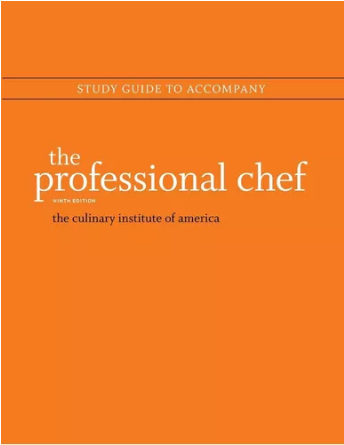 STUDY GUIDE TO ACCOMPANY
the
professional chef
NINTH EDITION
the culinary institute of america